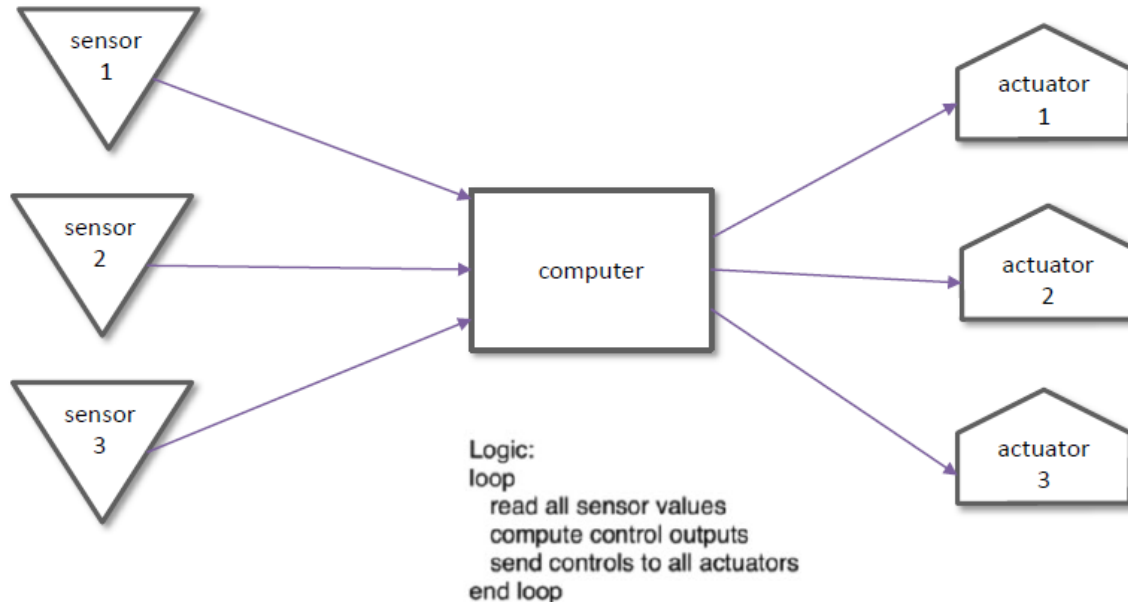 sensor
1
actuator
1
sensor
2
computer
actuator
2
sensor
3
actuator
3
Logic:
loop
read all sensor values
compute control outputs
send controls to all actuators
end loop